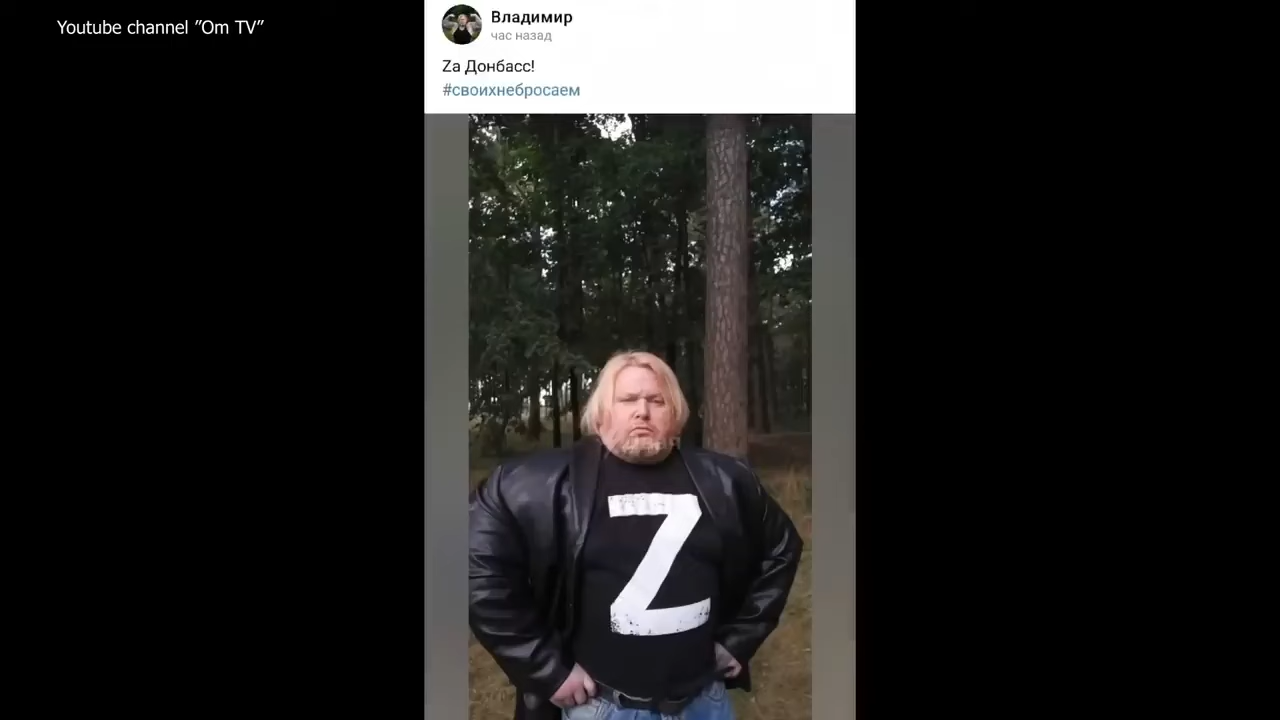 Youtube channel "Om TV"
Владимир
час назад
Zа Донбасс!
#своихнебросаем
Z